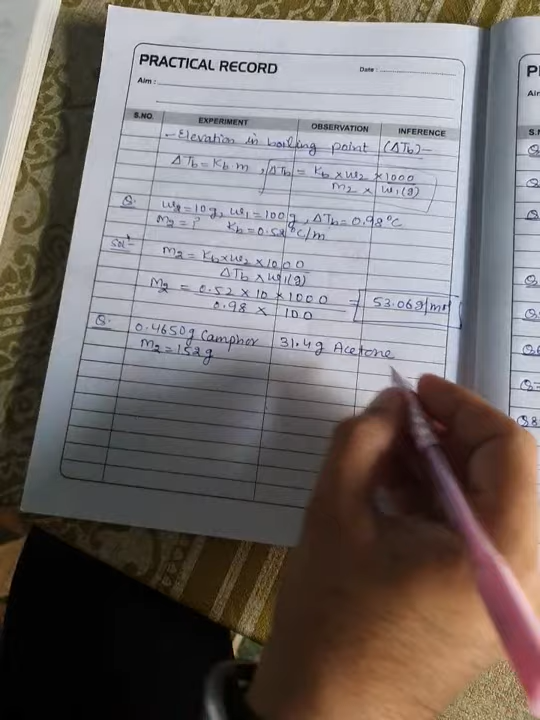 PRACTICAL RECORD
Date :
Aim :
S.NO. EXPERIMENT OBSERVATION INFERENCE
- Elevation in boiling point (ΔTb) -
ΔTb = Kb m , ΔTb = Kb × w2 × 1000
M2 × w1(g)
Q. w2 = 10g, w1 = 100g, ΔTb = 0.98°C
M2 = ? Kb = 0.52°C/m
Solⁿ M2 = Kb × w2 × 1000
ΔTb × w1(g)
M2 = 0.52 × 10 × 1000 = 53.06g/mol
0.98 × 100
Q. 0.4650g Camphor 31.4g Acetone
M2 = 152g